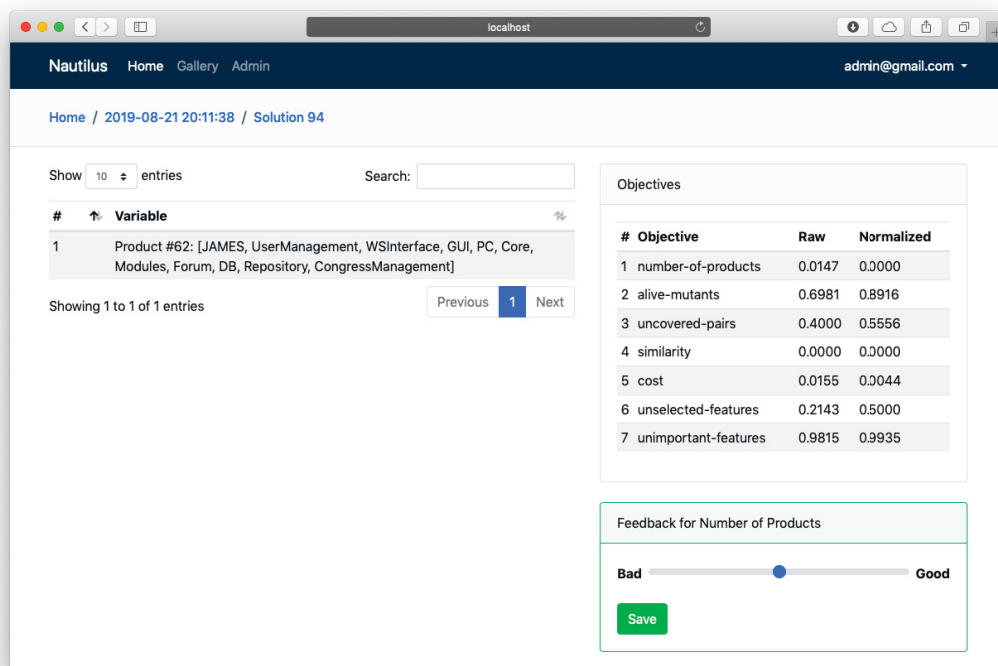 localhost
Nautilus Home Gallery Admin admin@gmail.com
Home / 2019-08-21 20:11:38 / Solution 94
Show 10 entries Search:
# Variable
1 Product #62: [JAMES, UserManagement, WSInterface, GUI, PC, Core,
Modules, Forum, DB, Repository, CongressManagement]
Showing 1 to 1 of 1 entries Previous 1 Next
Objectives
# Objective Raw Normalized
1 number-of-products 0.0147 0.0000
2 alive-mutants 0.6981 0.8916
3 uncovered-pairs 0.4000 0.5556
4 similarity 0.0000 0.0000
5 cost 0.0155 0.0044
6 unselected-features 0.2143 0.5000
7 unimportant-features 0.9815 0.9935
Feedback for Number of Products
Bad Good
Save